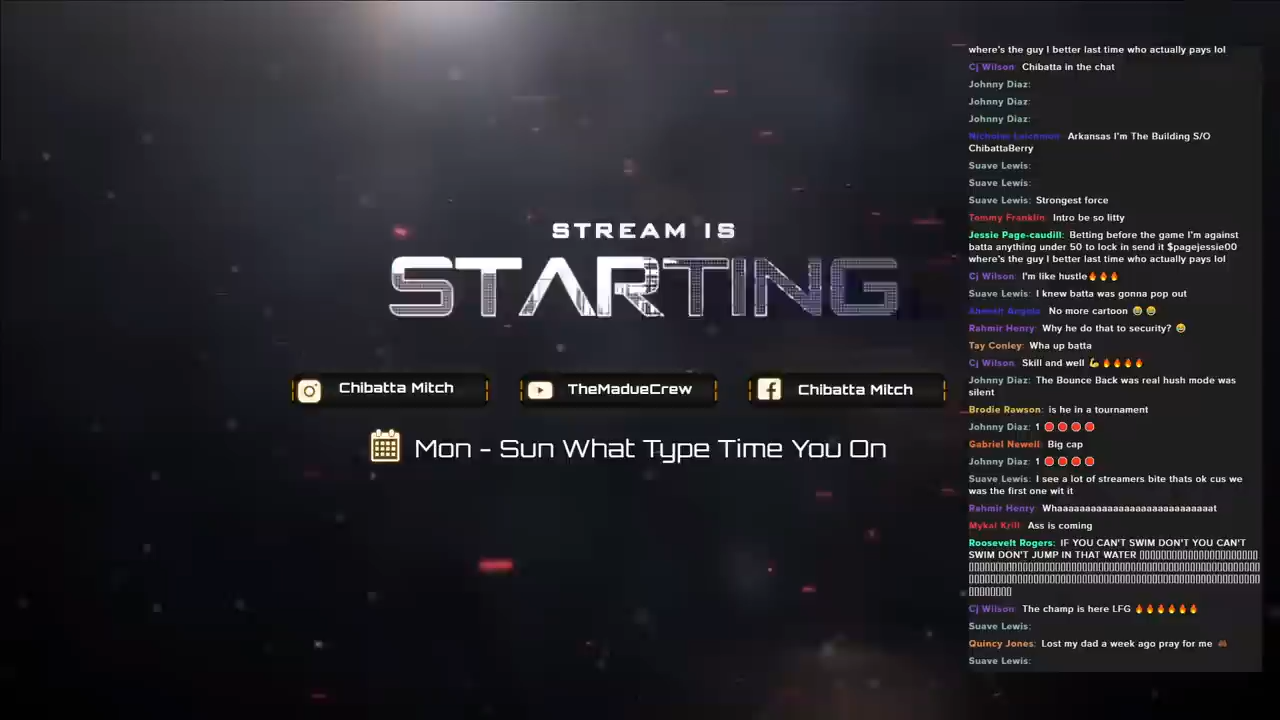 STREAM IS
STARTING
Chibatta Mitch
TheMadueCrew
Chibatta Mitch
Mon - Sun What Type Time You On
where's the guy I better last time who actually pays lol
Cj Wilson: Chibatta in the chat
Johnny Diaz:
Johnny Diaz:
Johnny Diaz:
Arkansas I'm The Building S/O
ChibattaBerry
Suave Lewis:
Suave Lewis:
Suave Lewis: Strongest force
Tommy Franklin: Intro be so litty
Jessie Page-caudill: Betting before the game I'm against
batta anything under 50 to lock in send it $pagejessie00
where's the guy I better last time who actually pays lol
Cj Wilson: I'm like hustle🔥🔥🔥
Suave Lewis: I knew batta was gonna pop out
No more cartoon 😭 😂
Rahmir Henry: Why he do that to security? 😂
Tay Conley: Wha up batta
Cj Wilson: Skill and well 💪🔥🔥🔥🔥
Johnny Diaz: The Bounce Back was real hush mode was
silent
Brodie Rawson: is he in a tournament
Johnny Diaz: 1 🛑 🛑 🛑 🛑
Gabriel Newell: Big cap
Johnny Diaz: 1 🛑 🛑 🛑 🛑
Suave Lewis: I see a lot of streamers bite thats ok cus we
was the first one wit it
Rahmir Henry: Whaaaaaaaaaaaaaaaaaaaaaaaaaaat
Mykal Krill: Ass is coming
Roosevelt Rogers: IF YOU CAN'T SWIM DON'T YOU CAN'T
SWIM DON'T JUMP IN THAT WATER
Cj Wilson: The champ is here LFG 🔥🔥🔥🔥🔥🔥
Suave Lewis:
Quincy Jones: Lost my dad a week ago pray for me 🙏🏾
Suave Lewis: